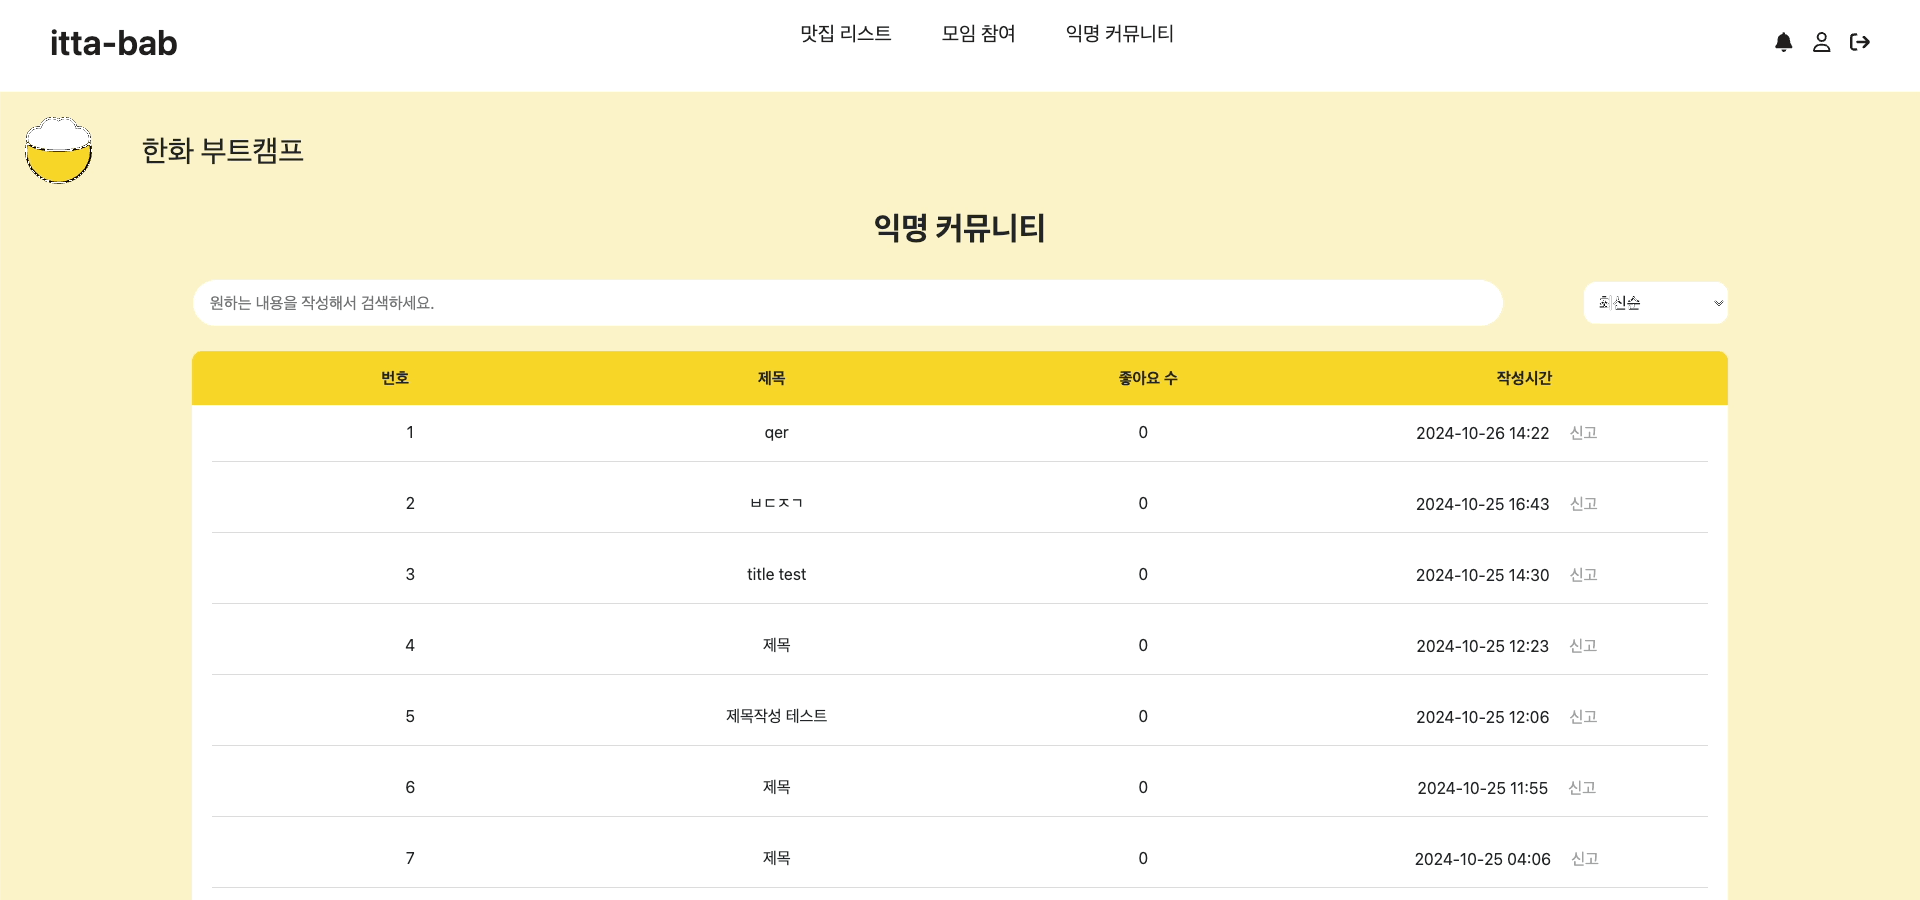 itta-bab
맛집 리스트 모임 참여 익명 커뮤니티
한화 부트캠프
익명 커뮤니티
원하는 내용을 작성해서 검색하세요. 최신순
번호 제목 좋아요 수 작성시간
1 qer 0 2024-10-26 14:22 신고
2 ㅂㄷㅈㄱ 0 2024-10-25 16:43 신고
3 title test 0 2024-10-25 14:30 신고
4 제목 0 2024-10-25 12:23 신고
5 제목작성 테스트 0 2024-10-25 12:06 신고
6 제목 0 2024-10-25 11:55 신고
7 제목 0 2024-10-25 04:06 신고